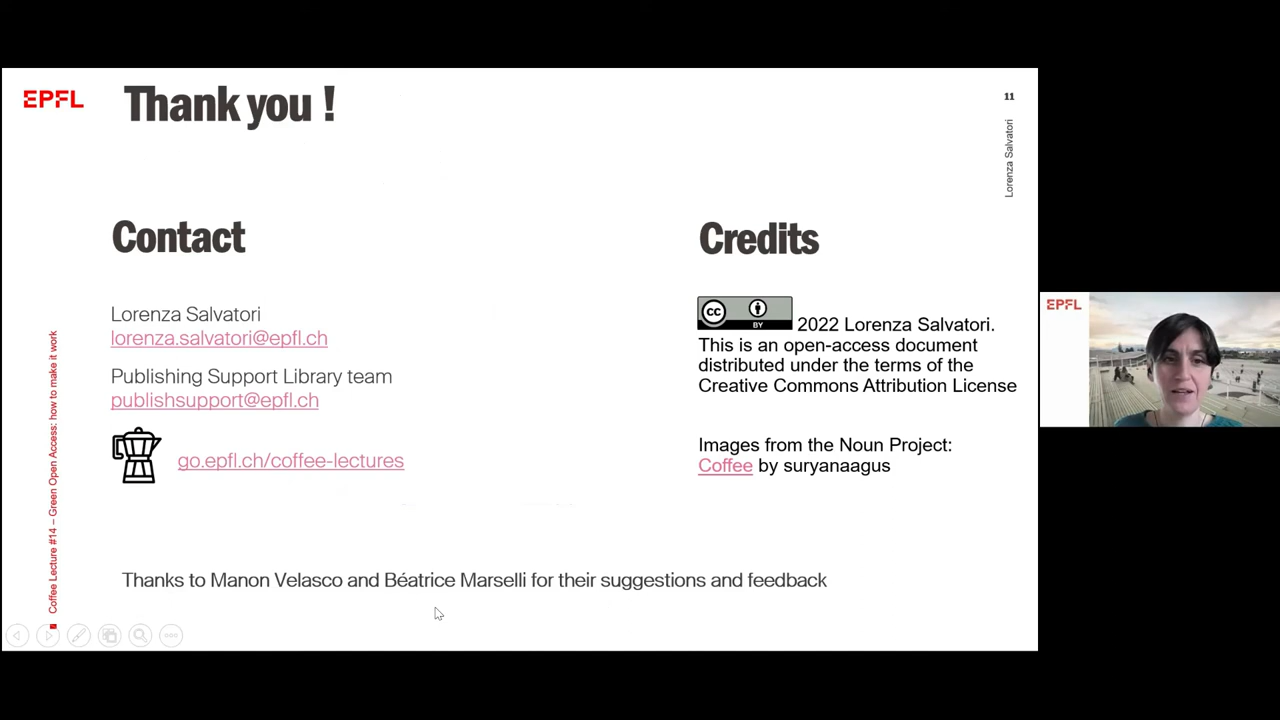 EPFL
Thank you !
11
Lorenza Salvatori
Contact
Lorenza Salvatori
lorenza.salvatori@epfl.ch
Publishing Support Library team
publishsupport@epfl.ch
go.epfl.ch/coffee-lectures
Credits
CC BY 2022 Lorenza Salvatori.
This is an open-access document
distributed under the terms of the
Creative Commons Attribution License
Images from the Noun Project:
Coffee by suryanaagus
Thanks to Manon Velasco and Béatrice Marselli for their suggestions and feedback
Coffee Lecture #14 – Green Open Access: how to make it work
EPFL